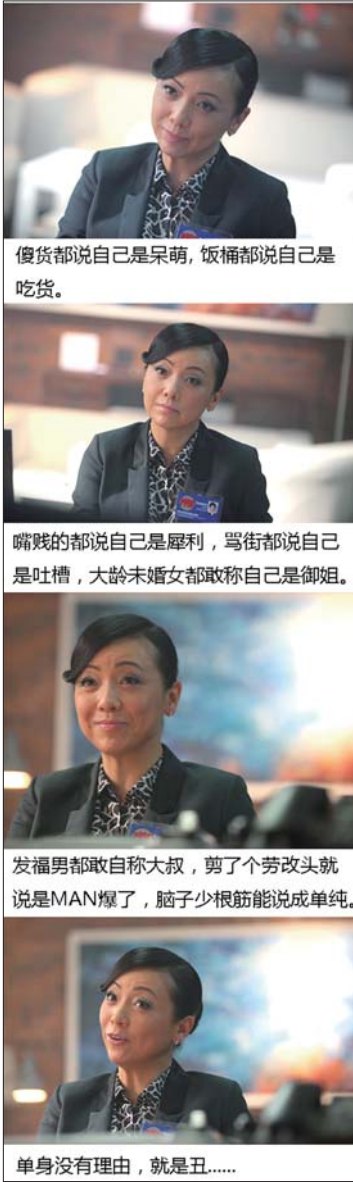 傻货都说自己是呆萌, 饭桶都说自己是
吃货。
嘴贱的都说自己是犀利，骂街都说自己
是吐槽，大龄未婚女都敢称自己是御姐。
发福男都敢自称大叔，剪了个劳改头就
说是MAN爆了，脑子少根筋能说成单纯。
单身没有理由，就是丑......